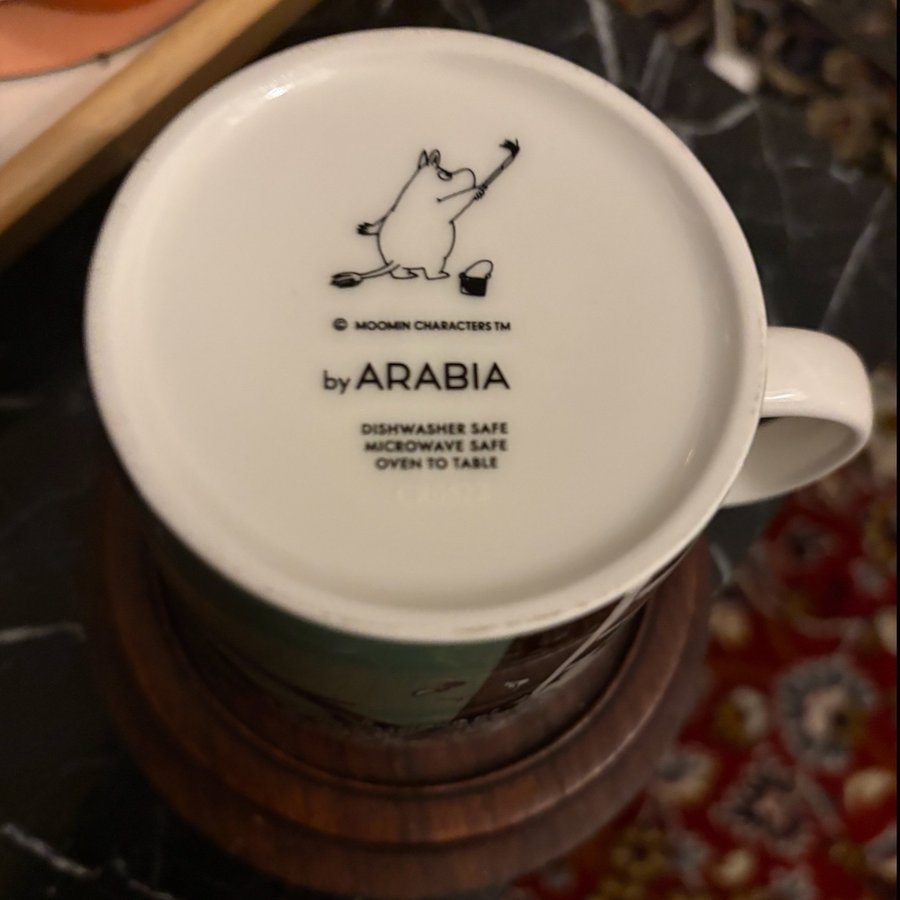 © MOOMIN CHARACTERS TM
by ARABIA
DISHWASHER SAFE
MICROWAVE SAFE
OVEN TO TABLE